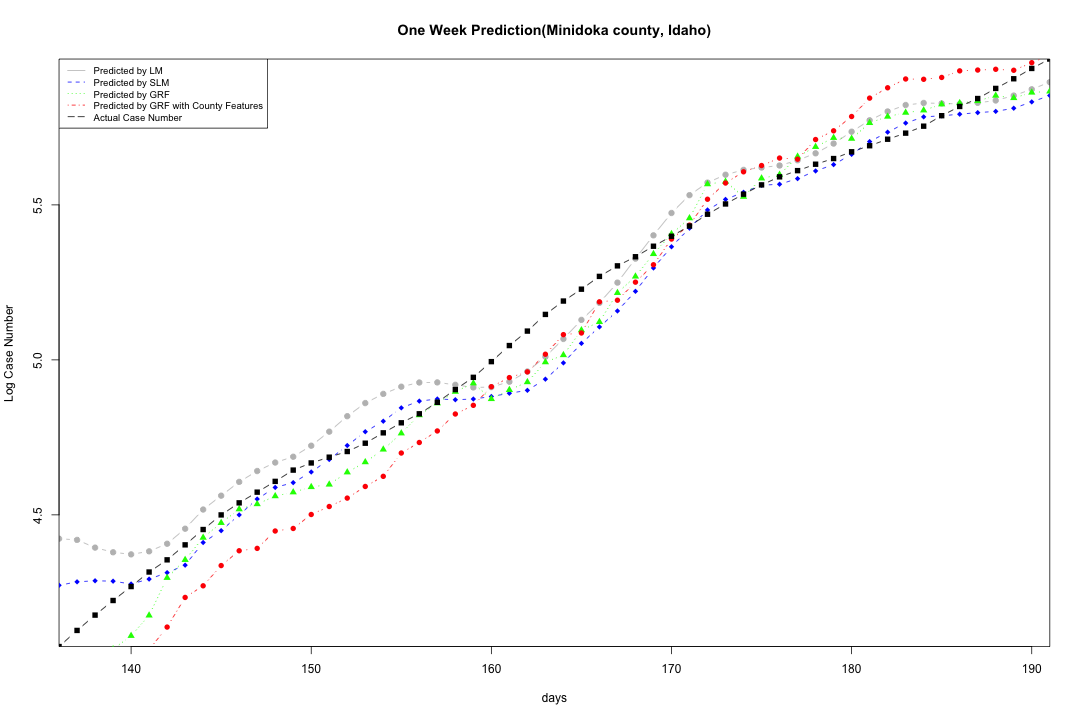 One Week Prediction(Minidoka county, Idaho)
Predicted by LM
Predicted by SLM
Predicted by GRF
Predicted by GRF with County Features
Actual Case Number
5.5
5.0
4.5
Log Case Number
140 150 160 170 180 190
days